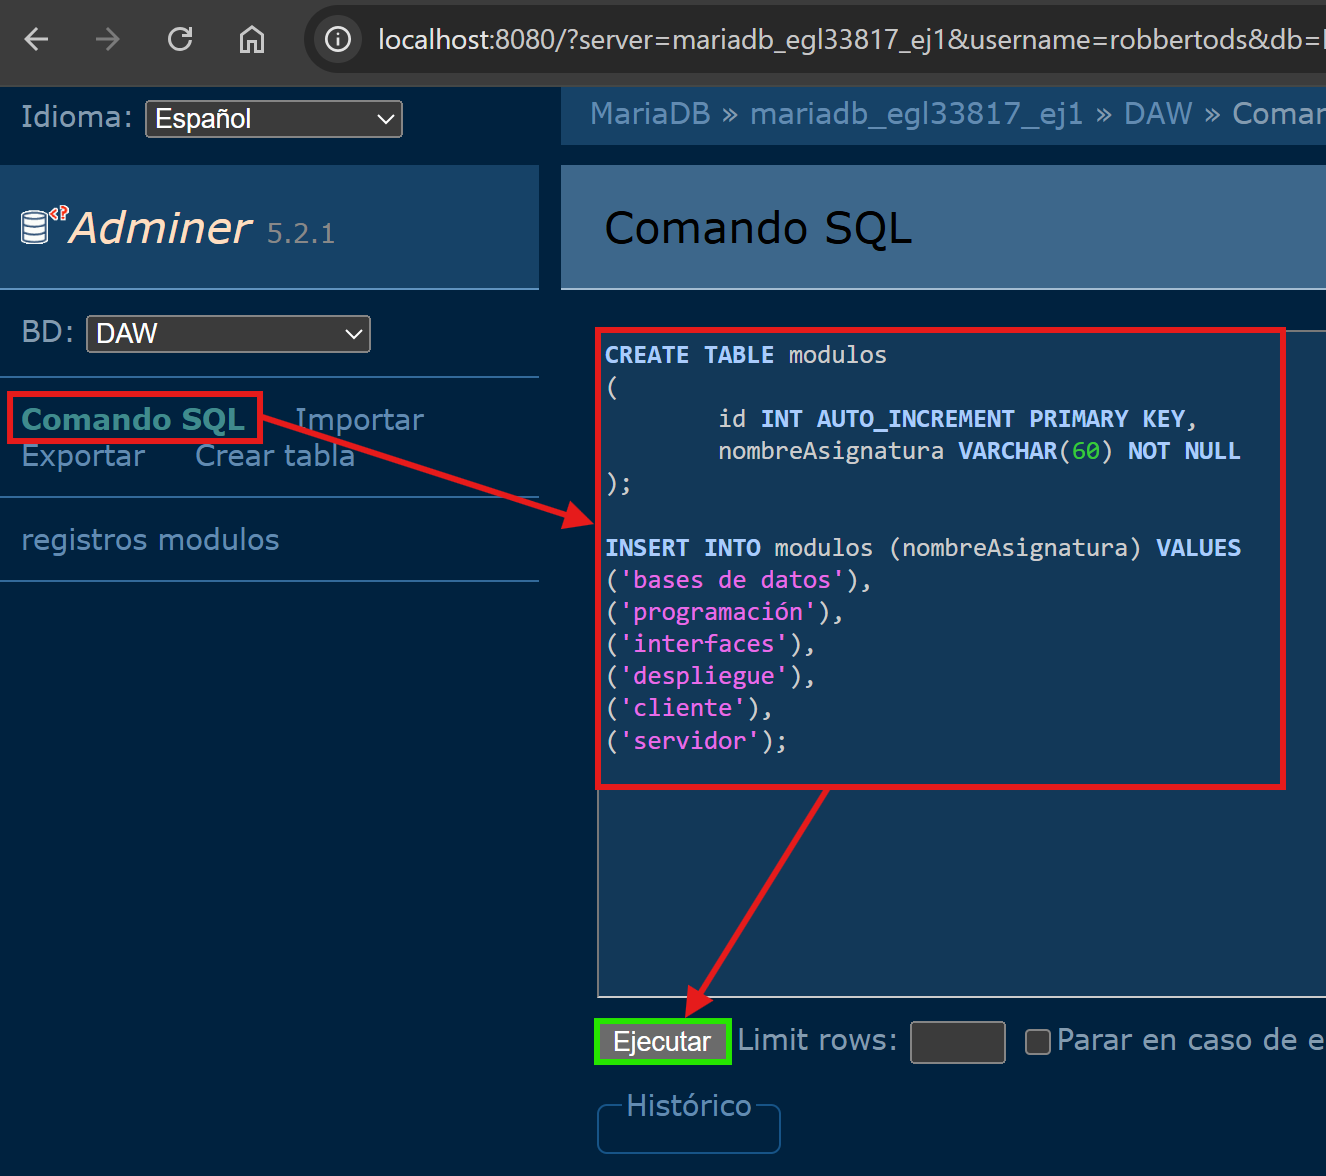 localhost:8080/?server=mariadb_egl33817_ej1&username=robbertods&db=
Idioma: Español
MariaDB » mariadb_egl33817_ej1 » DAW » Comar
Adminer 5.2.1
Comando SQL
BD: DAW
Comando SQL Importar
Exportar Crear tabla
registros modulos
CREATE TABLE modulos
(
id INT AUTO_INCREMENT PRIMARY KEY,
nombreAsignatura VARCHAR(60) NOT NULL
);
INSERT INTO modulos (nombreAsignatura) VALUES
('bases de datos'),
('programación'),
('interfaces'),
('despliegue'),
('cliente'),
('servidor');
Ejecutar Limit rows: Parar en caso de e
Histórico